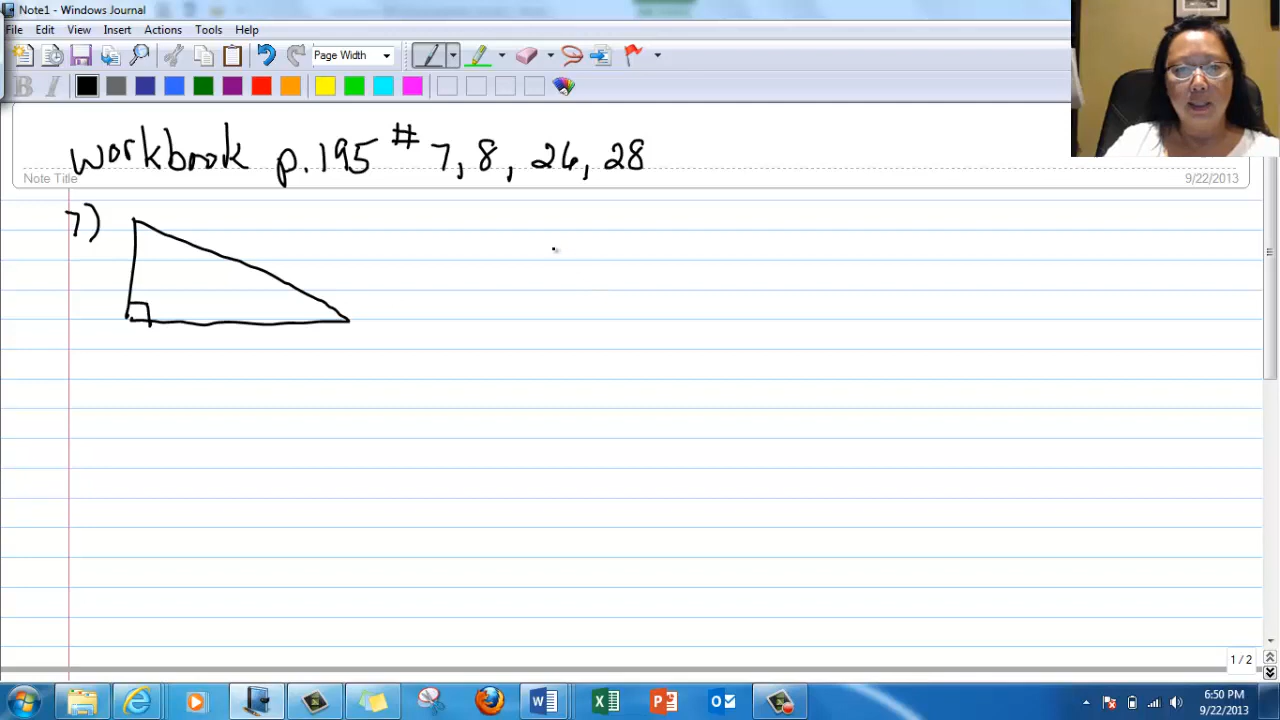 Note1 - Windows Journal
File Edit View Insert Actions Tools Help
Page Width
B I
workbook p.195 # 7, 8, 26, 28
Note Title
9/22/2013
7)
1 / 2
6:50 PM
9/22/2013